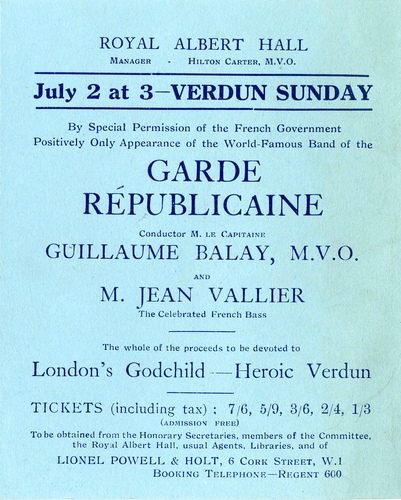 ROYAL ALBERT HALL
MANAGER - HILTON CARTER, M.V.O.
July 2 at 3—VERDUN SUNDAY
By Special Permission of the French Government
Positively Only Appearance of the World-Famous Band of the
GARDE
RÉPUBLICAINE
Conductor M. LE CAPITAINE
GUILLAUME BALAY, M.V.O.
AND
M. JEAN VALLIER
The Celebrated French Bass
The whole of the proceeds to be devoted to
London's Godchild—Heroic Verdun
TICKETS (including tax) : 7/6, 5/9, 3/6, 2/4, 1/3
(ADMISSION FREE)
To be obtained from the Honorary Secretaries, members of the Committee,
the Royal Albert Hall, usual Agents, Libraries, and of
LIONEL POWELL & HOLT, 6 CORK STREET, W.1
BOOKING TELEPHONE—REGENT 600